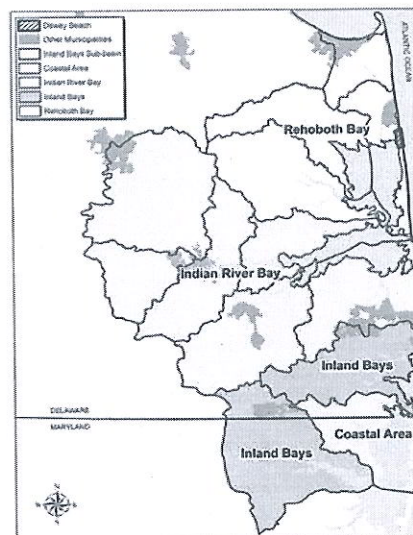 Dewey Beach
Other Municipalities
Inland Bays Sub-basin
Coastal Area
Indian River Bay
Inland Bays
Rehoboth Bay
ATLANTIC OCEAN
Rehoboth Bay
Indian River Bay
Inland Bays
DELAWARE
MARYLAND
Coastal Area
Inland Bays
N
E
S
W